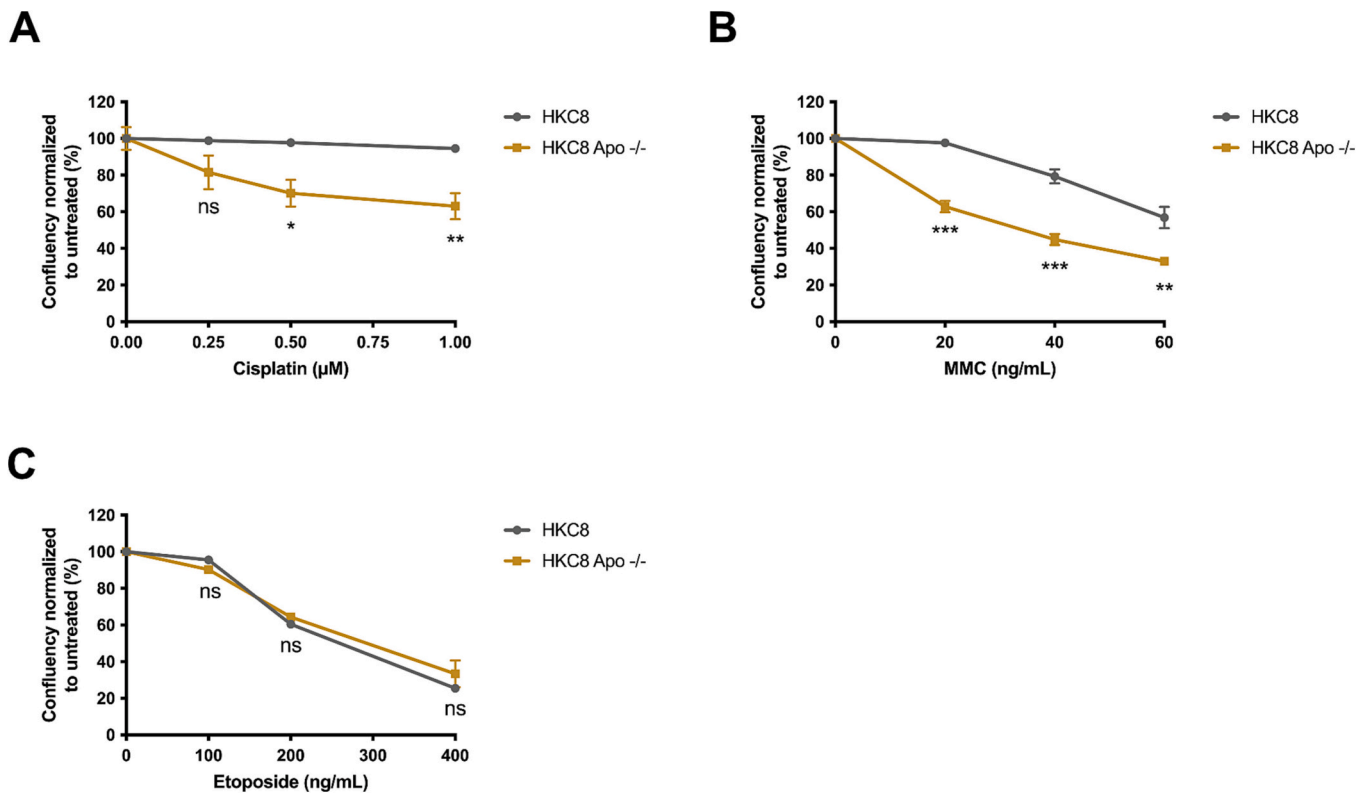 A
Confluency normalized
to untreated (%)
120
100
80
60
40
20
0
ns
*
**
0.00
0.25
0.50
0.75
1.00
Cisplatin (µM)
HKC8
HKC8 Apo -/-
B
Confluency normalized
to untreated (%)
120
100
80
60
40
20
0
***
***
**
0
20
40
60
MMC (ng/mL)
HKC8
HKC8 Apo -/-
C
Confluency normalized
to untreated (%)
120
100
80
60
40
20
0
ns
ns
ns
0
100
200
300
400
Etoposide (ng/mL)
HKC8
HKC8 Apo -/-